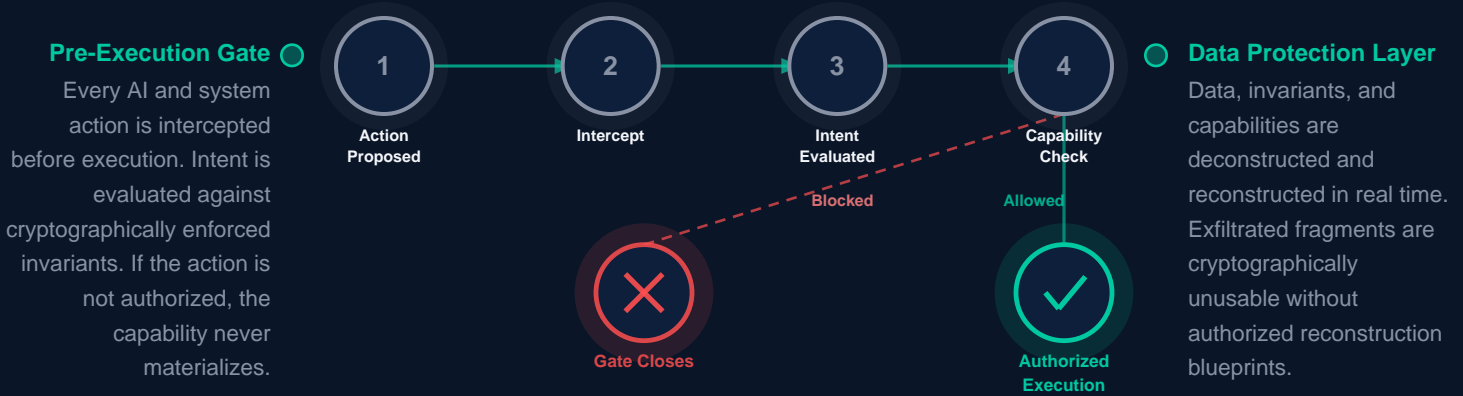 Pre-Execution Gate
Every AI and system
action is intercepted
before execution. Intent is
evaluated against
cryptographically enforced
invariants. If the action is
not authorized, the
capability never
materializes.
1
2
3
4
Action
Proposed
Intercept
Intent
Evaluated
Capability
Check
Blocked
Allowed
Gate Closes
Authorized
Execution
Data Protection Layer
Data, invariants, and
capabilities are
deconstructed and
reconstructed in real time.
Exfiltrated fragments are
cryptographically
unusable without
authorized reconstruction
blueprints.